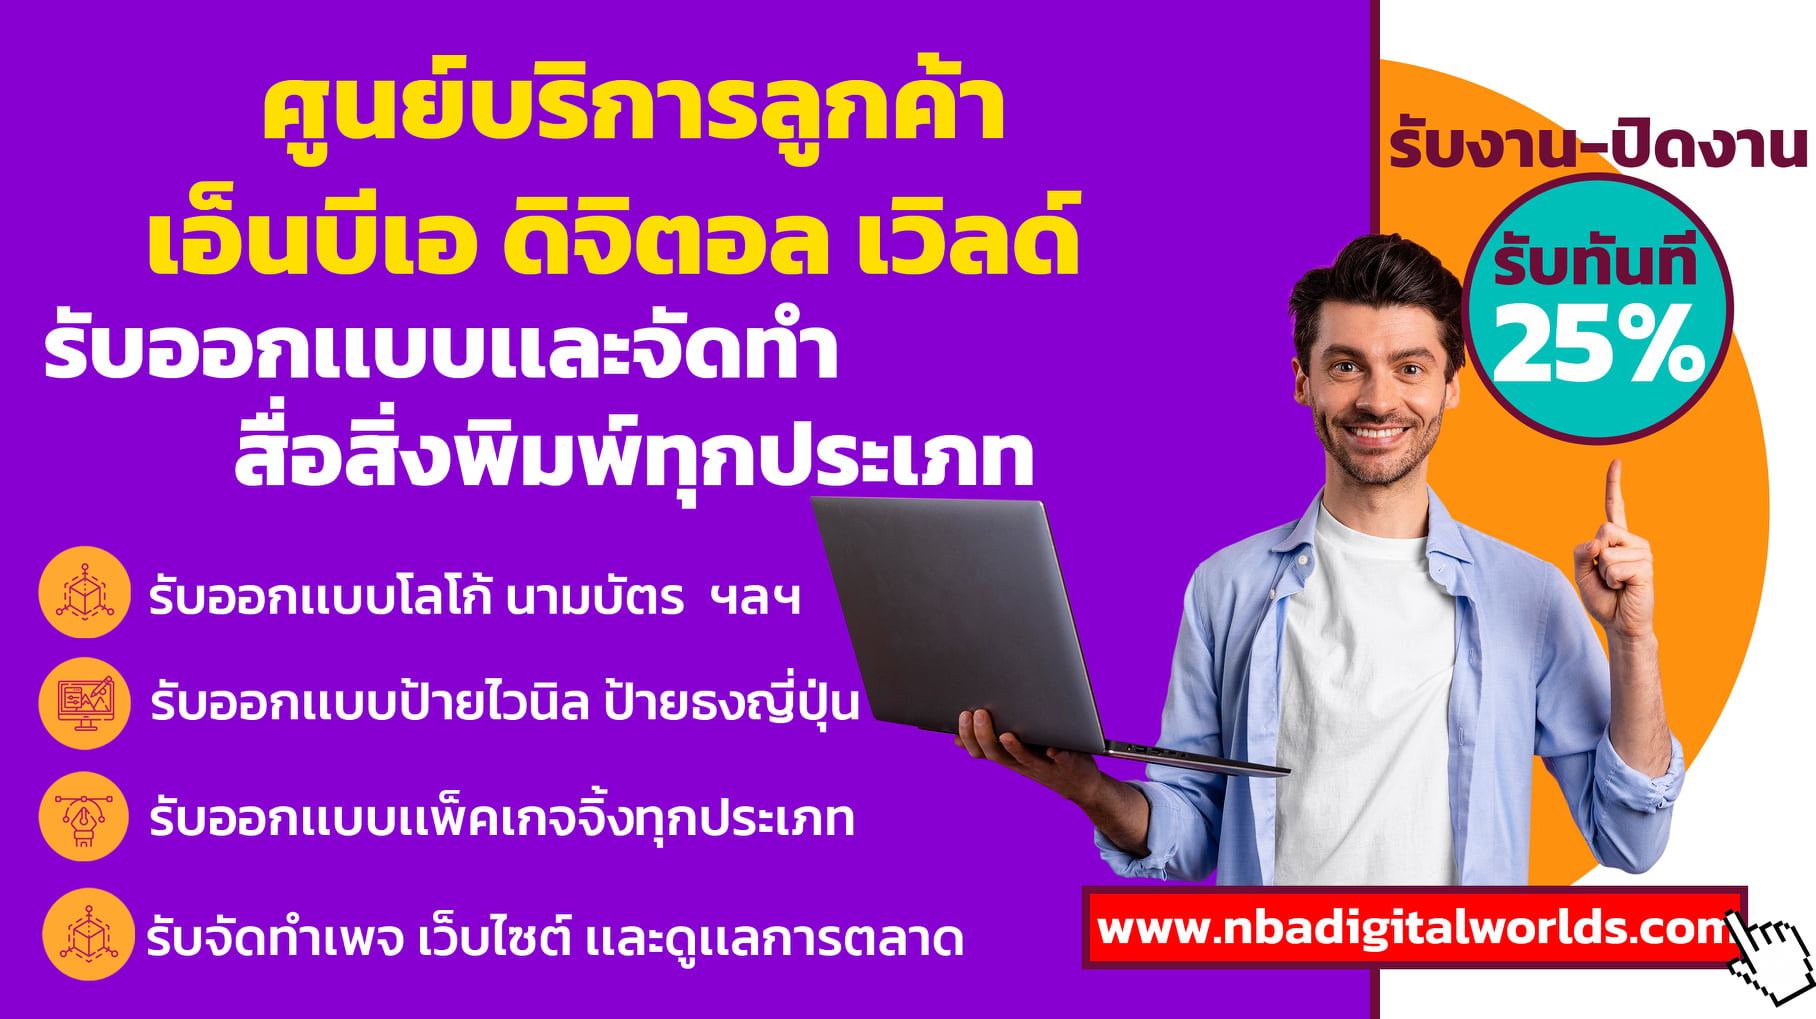 ศูนย์บริการลูกค้า
เอ็นบีเอ ดิจิตอล เวิลด์
รับออกแบบและจัดทำ
สื่อสิ่งพิมพ์ทุกประเภท
รับออกแบบโลโก้ นามบัตร ฯลฯ
รับออกแบบป้ายไวนิล ป้ายธงญี่ปุ่น
รับออกแบบแพ็คเกจจิ้งทุกประเภท
รับจัดทำเพจ เว็บไซต์ และดูแลการตลาด
รับงาน-ปิดงาน
รับทันที
25%
www.nbadigitalworlds.com